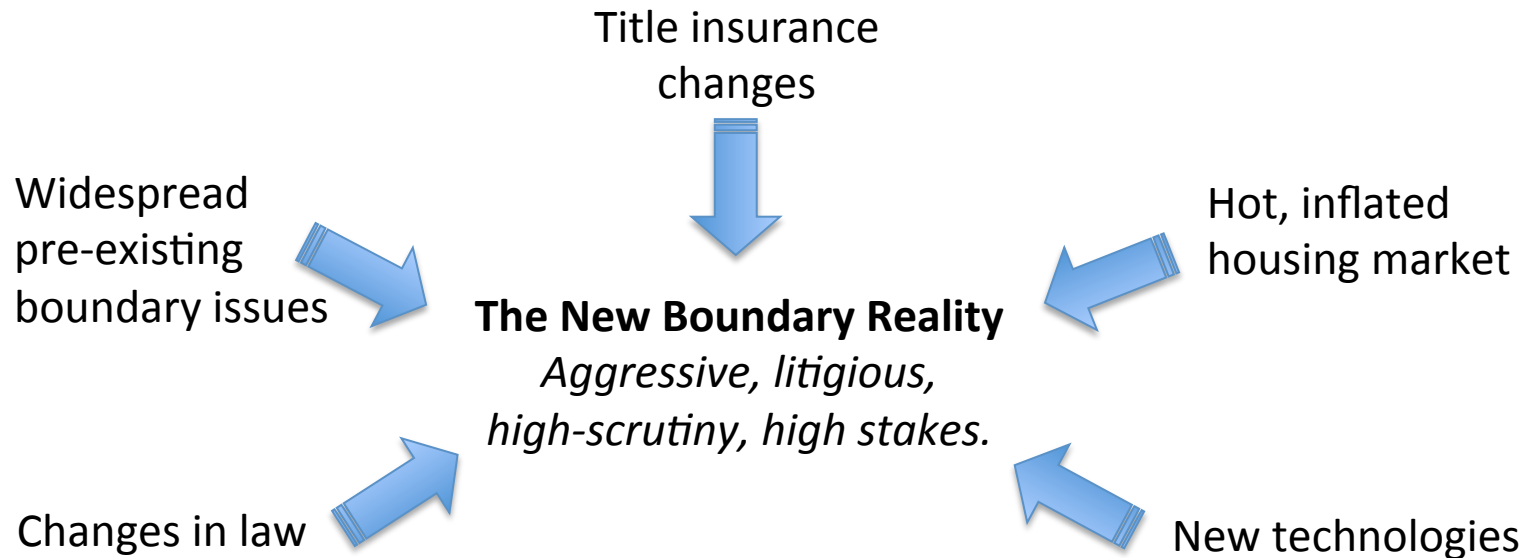 Title insurance
changes
Widespread
pre-existing
boundary issues
Hot, inflated
housing market
The New Boundary Reality
Aggressive, litigious,
high-scrutiny, high stakes.
Changes in law
New technologies